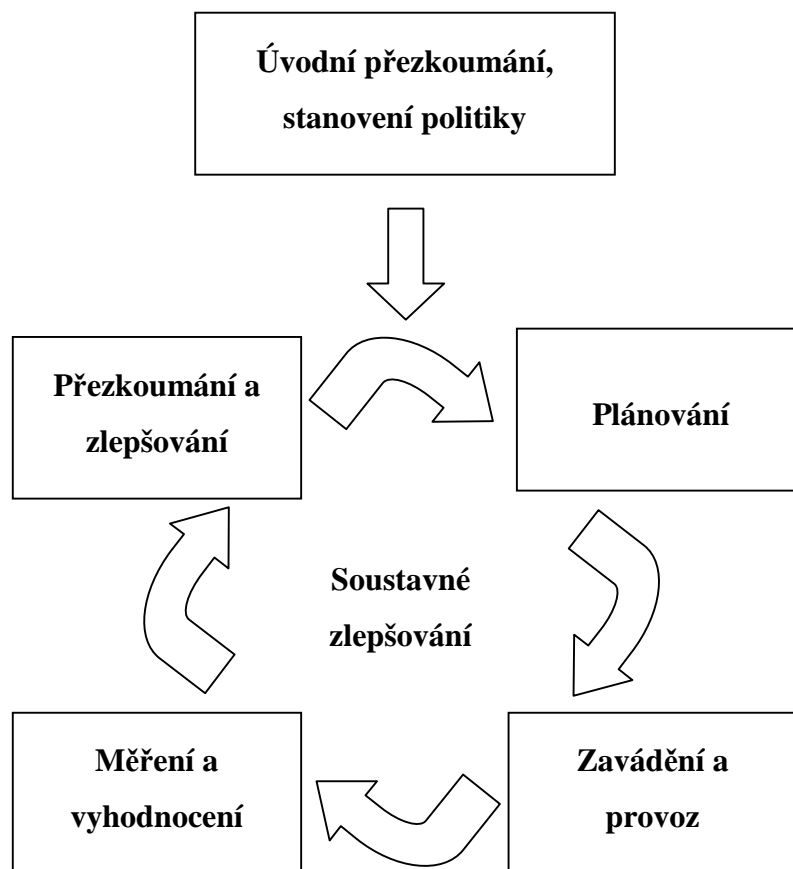 Úvodní přezkoumání,
stanovení politiky
Přezkoumání a
zlepšování
Plánování
Soustavné
zlepšování
Měření a
vyhodnocení
Zavádění a
provoz